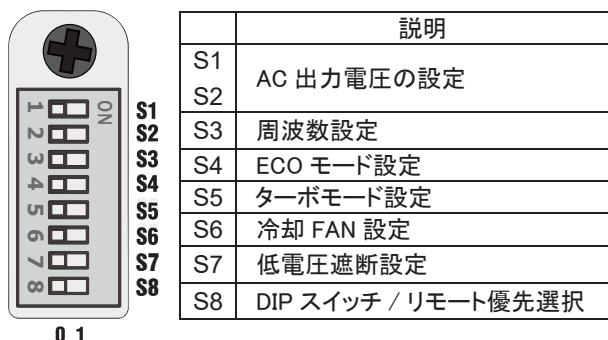 説明
S1
AC 出力電圧の設定
S2
S3 周波数設定
S4 ECO モード設定
S5 ターボモード設定
S6 冷却 FAN 設定
S7 低電圧遮断設定
S8 DIP スイッチ / リモート優先選択
ON
1 S1
2 S2
3 S3
4 S4
5 S5
6 S6
7 S7
8 S8
0 1